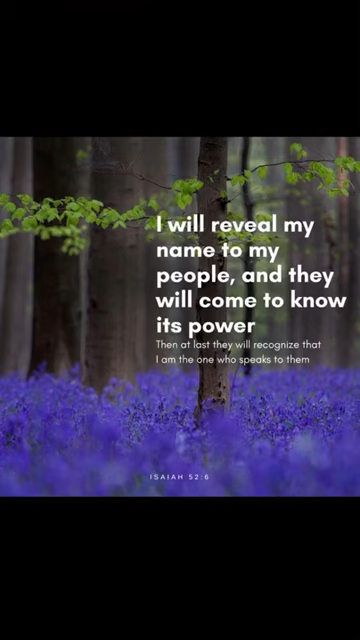 I will reveal my
name to my
people, and they
will come to know
its power
Then at last they will recognize that
I am the one who speaks to them
ISAIAH 52:6